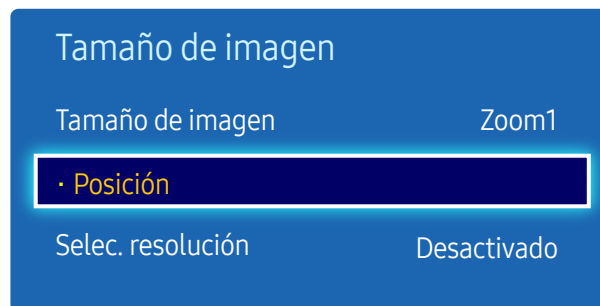 Tamaño de imagen
Tamaño de imagen Zoom1
· Posición
Selec. resolución Desactivado